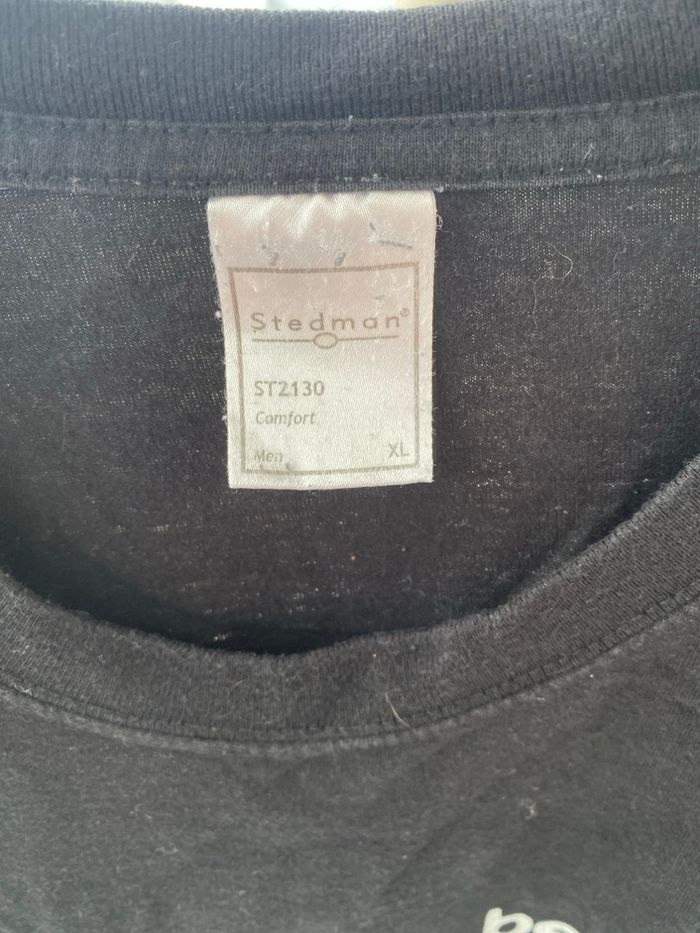 Stedman®
ST2130
Comfort
Men XL